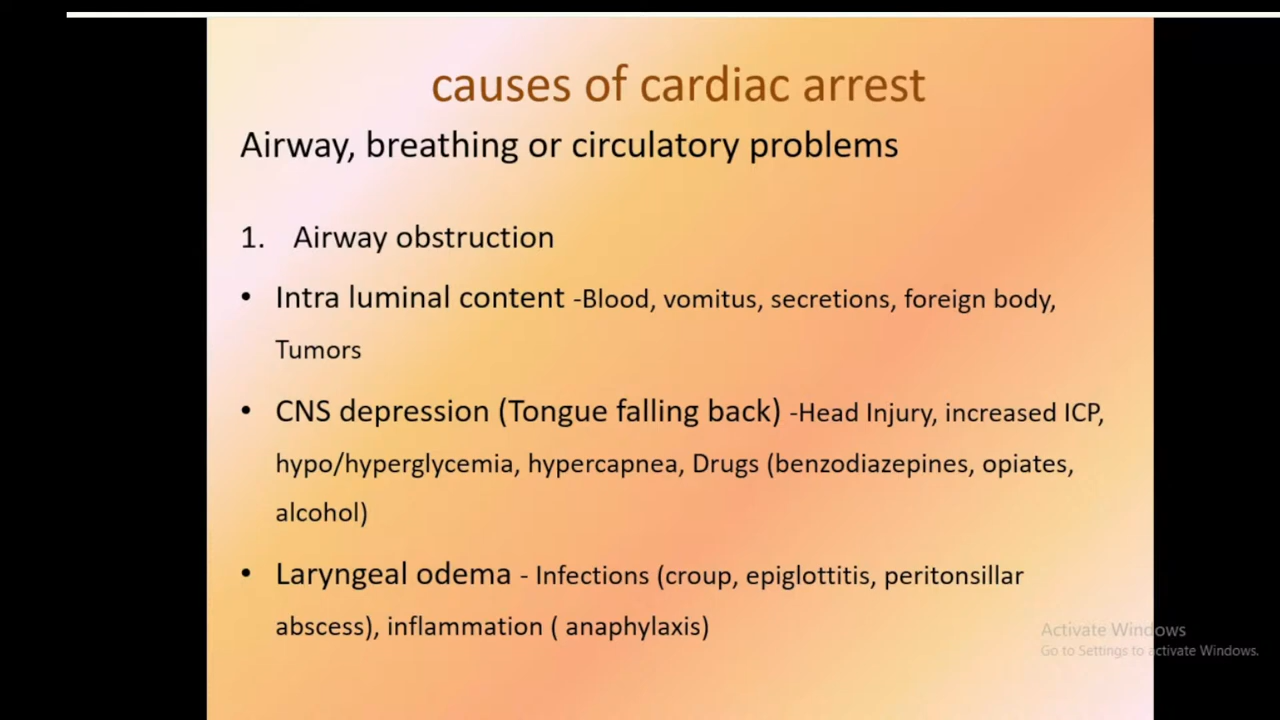 causes of cardiac arrest
Airway, breathing or circulatory problems
1. Airway obstruction
• Intra luminal content -Blood, vomitus, secretions, foreign body,
Tumors
• CNS depression (Tongue falling back) -Head Injury, increased ICP,
hypo/hyperglycemia, hypercapnea, Drugs (benzodiazepines, opiates,
alcohol)
• Laryngeal odema - Infections (croup, epiglottitis, peritonsillar
abscess), inflammation ( anaphylaxis)
Activate Windows
Go to Settings to activate Windows.